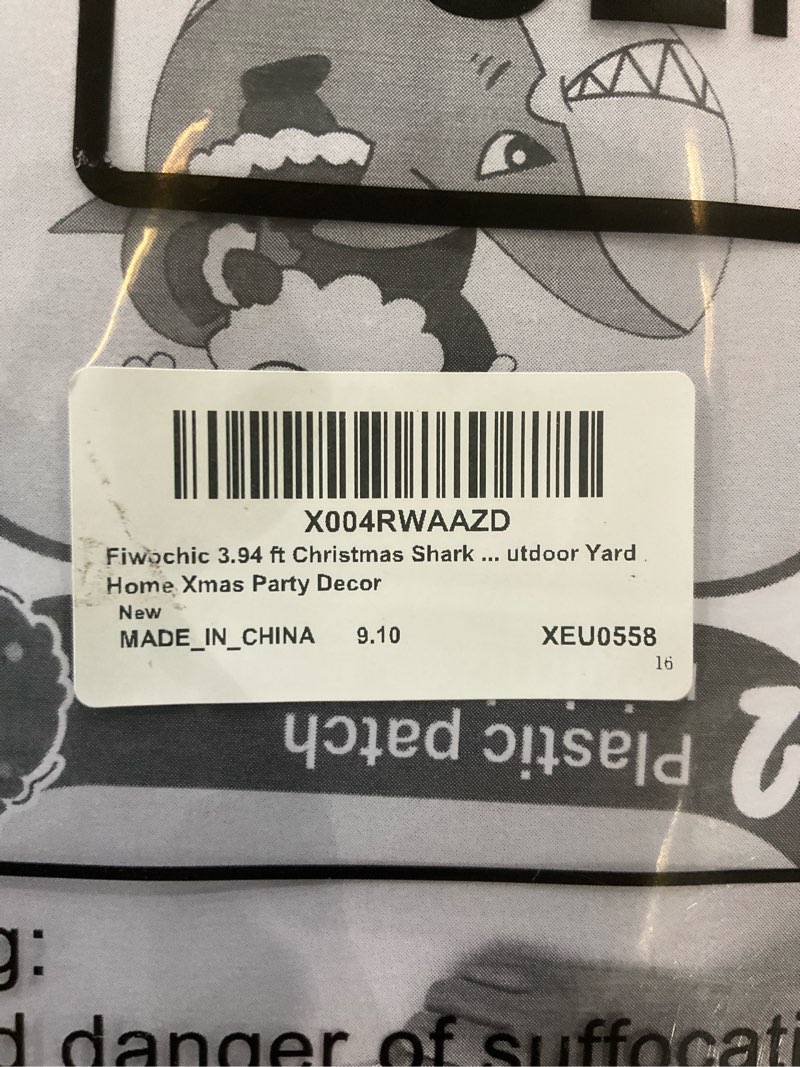 X004RWAAZD
Fiwochic 3.94 ft Christmas Shark ... utdoor Yard
Home Xmas Party Decor
New
MADE_IN_CHINA 9.10 XEU0558
16
Plastic patch
2
g:
d danger of suffocati